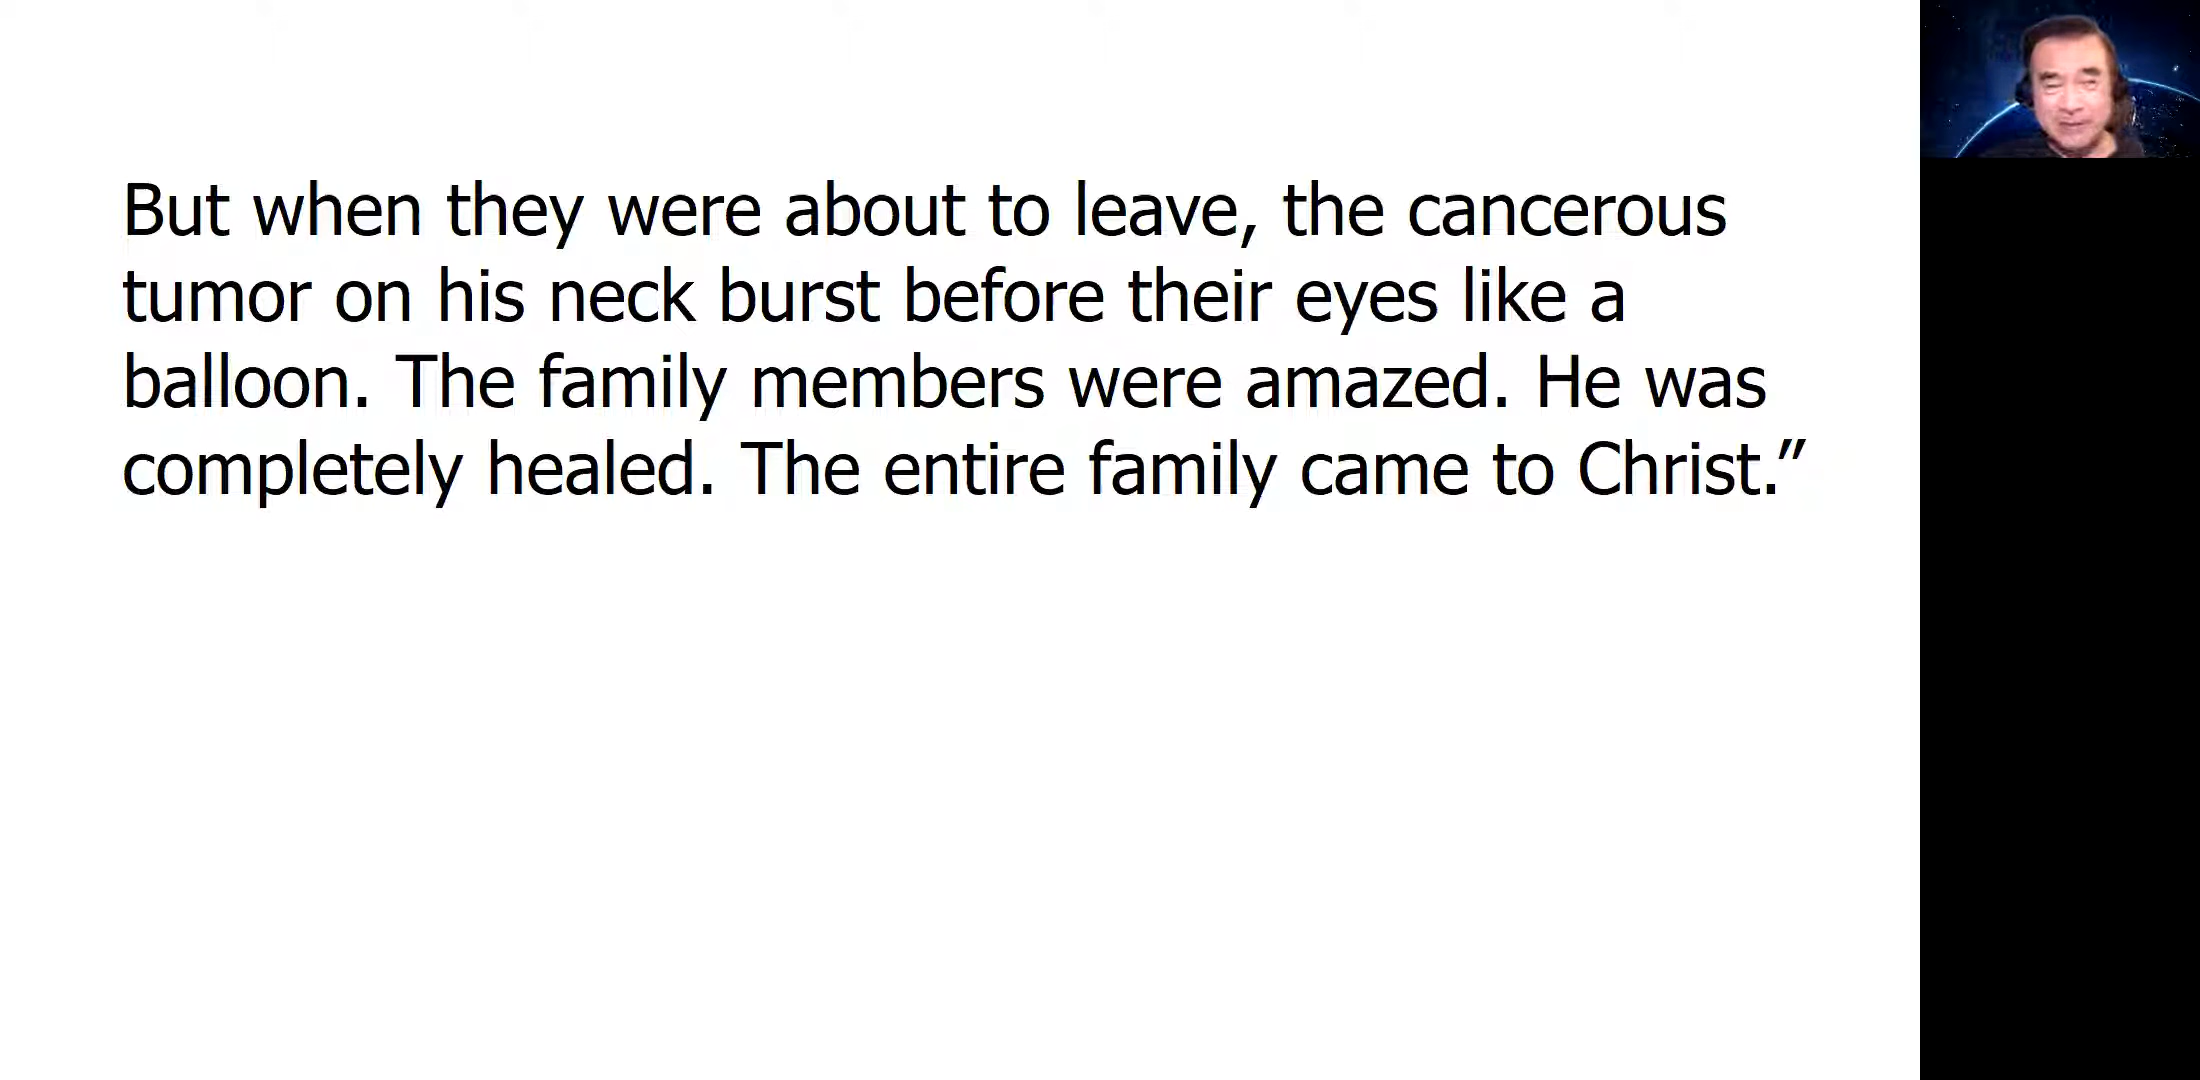 But when they were about to leave, the cancerous
tumor on his neck burst before their eyes like a
balloon. The family members were amazed. He was
completely healed. The entire family came to Christ.”